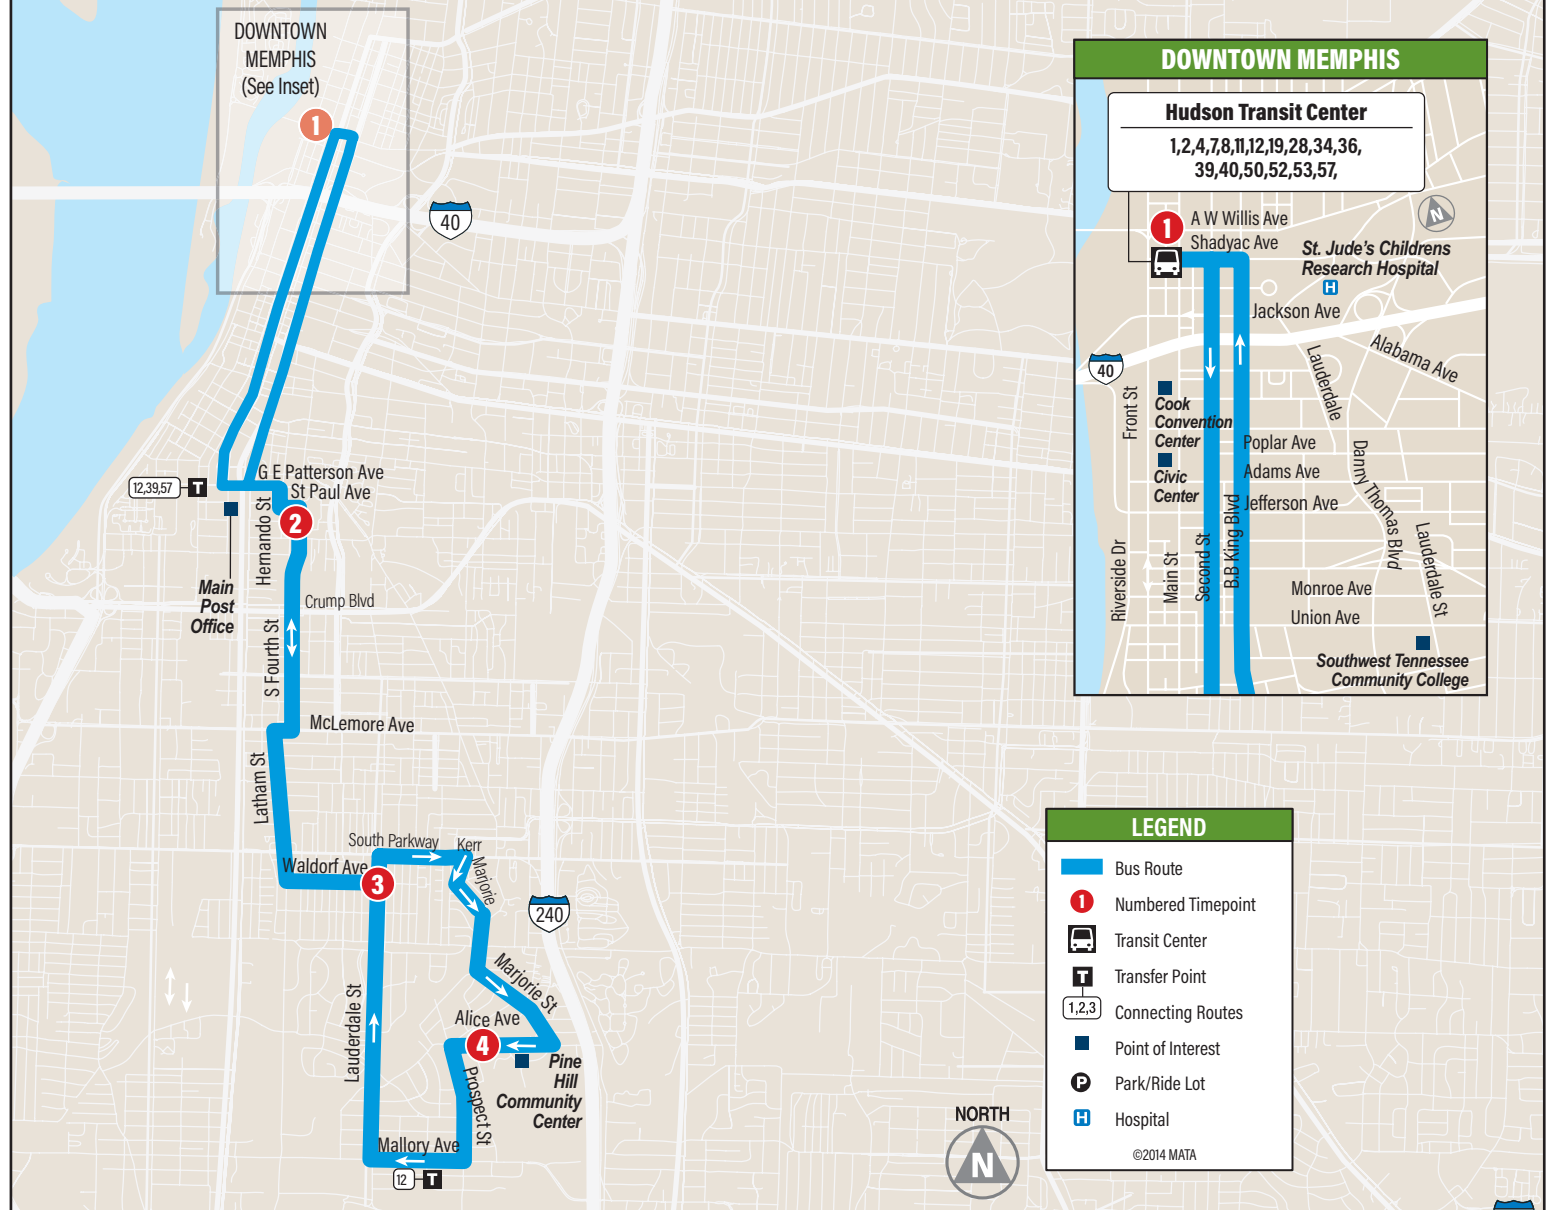 DOWNTOWN
MEMPHIS
(See Inset)
1
40
G E Patterson Ave
St Paul Ave
12,39,57
T
2
Hernando St
Main
Post
Office
Crump Blvd
S Fourth St
McLemore Ave
Latham St
South Parkway
Kerr
Marjorie
Waldorf Ave
3
240
Marjorie St
Lauderdale St
Alice Ave
4
Pine
Hill
Community
Center
Prospect St
Mallory Ave
12
T
NORTH
N
DOWNTOWN MEMPHIS
Hudson Transit Center
1,2,4,7,8,11,12,19,28,34,36,
39,40,50,52,53,57,
N
1
A W Willis Ave
Shadyac Ave
St. Jude's Childrens
Research Hospital
H
Jackson Ave
Alabama Ave
Lauderdale
40
Front St
Cook
Convention
Center
Civic
Center
Poplar Ave
Adams Ave
Jefferson Ave
Danny Thomas Blvd
Lauderdale St
Riverside Dr
Main St
Second St
B.B King Blvd
Monroe Ave
Union Ave
Southwest Tennessee
Community College
LEGEND
Bus Route
1 Numbered Timepoint
Transit Center
T Transfer Point
1,2,3 Connecting Routes
Point of Interest
P Park/Ride Lot
H Hospital
©2014 MATA